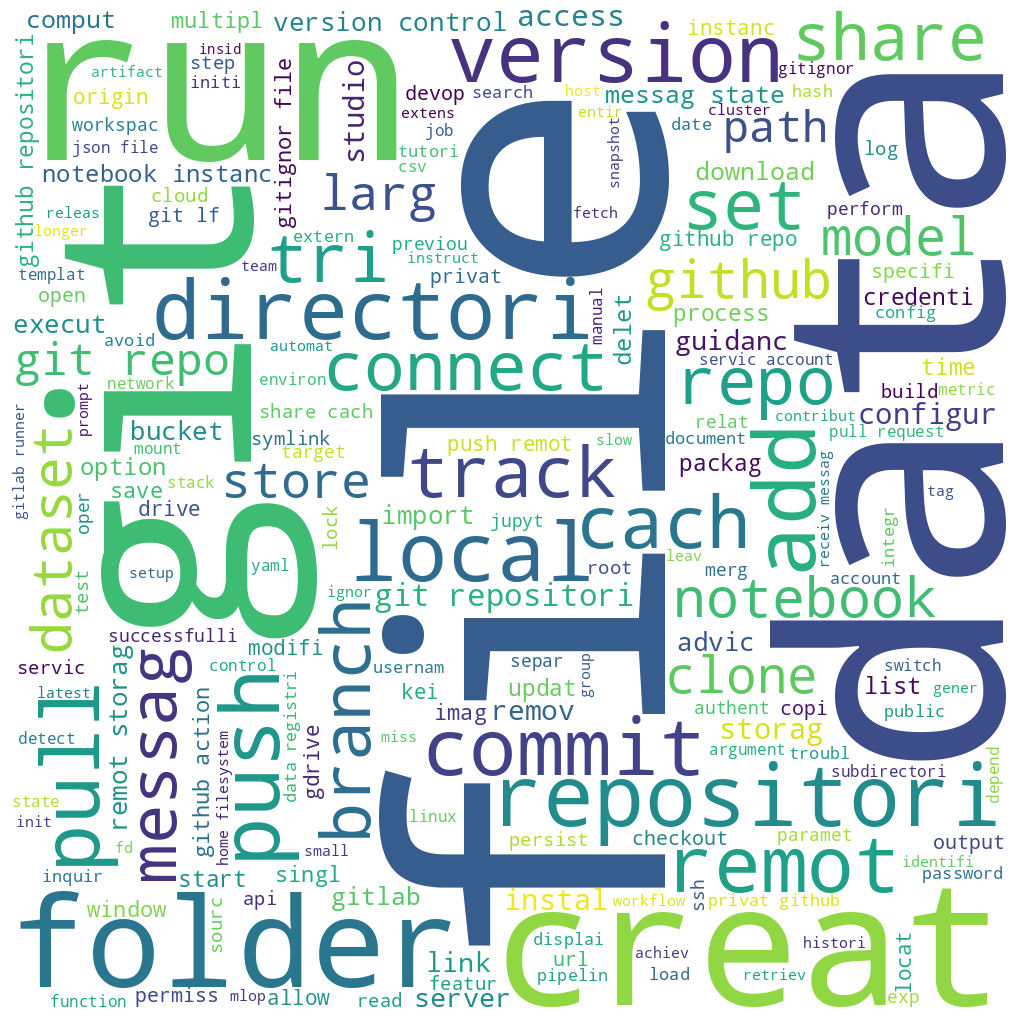 comput
multipl
version control
access
instanc
share
run
version
insid
step
initi
artifact
origin
gitignor file
studio
devop
search
extens
job
host
entir
messag state
cluster
gitignor
hash
date
path
log
github repositori
workspac
json file
notebook instanc
tutori
csv
snapshot
download
cloud
git lf
releas
longer
larg
fetch
set
perform
model
data
file
git
templat
open
team
extern
tri
previou
instruct
privat
github repo
github
specifi
credenti
config
directori
manual
delet
process
guidanc
servic account
time
metric
build
execut
avoid
automat
git repo
network
prompt
environ
connect
repo
configur
share cach
relat
contribut
document
pull request
bucket
mount
symlink
target
push remot
slow
packag
add
dataset
gitlab runner
option
save
stack
store
track
drive
lock
import
jupyt
cach
receiv messag
tag
integr
oper
test
setup
yaml
local
root
leav
merg
account
ignor
git repositori
notebook
successfulli
modifi
branch
usernam
separ
group
advic
switch
list
gener
public
servic
latest
detect
pull
remot storag
messag
github action
control
push
home filesystem
data registri
gdrive
kei
updat
clone
authent
copi
imag
remov
storag
miss
commit
argument
troubl
subdirectori
depend
state
init
fd
linux
small
repositori
persist
checkout
paramet
output
inquir
start
singl
remot
identifi
password
folder
window
sourc
api
gitlab
instal
workflow
ssh
privat github
creat
displai
url
pipelin
achiev
load
histori
retriev
locat
exp
link
featur
function
permiss
mlop
allow
read
server